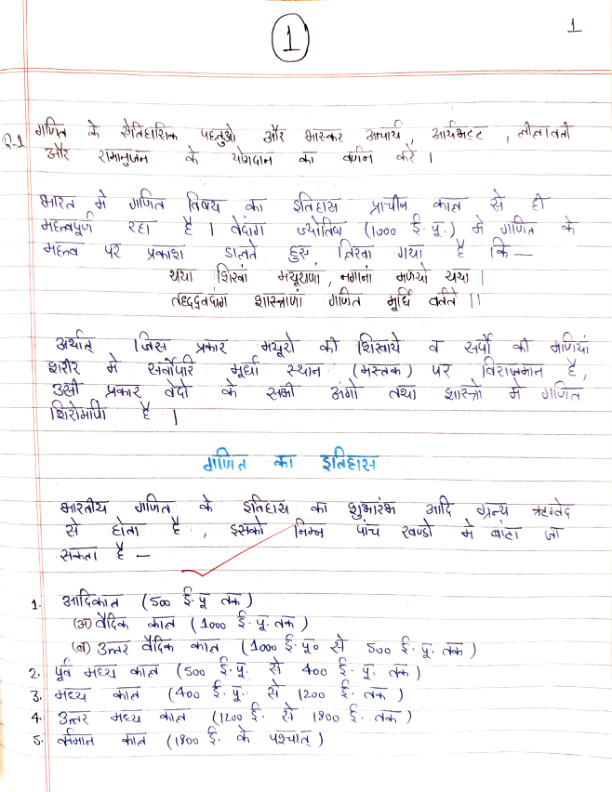 1
1
Q-1 गणित के ऐतिहासिक पहलुओ और भास्कर आचार्य, आर्यभटट, लीलावती
और रामानुजन के योगदान का वर्णन करें।
भारत मे गणित विषय का इतिहास प्राचीन काल से ही
महत्वपूर्ण रहा है। वेदांग ज्योतिष (1000 ई.पू.) मे गणित के
महत्व पर प्रकाश डालते हुए लिखा गया है कि —
यथा शिखा मयूराणां, नगानां मणयो यथा।
तद्वद्वेदांग शास्त्राणां गणित मूर्ध्नि वर्तते।।
अर्थात् जिस प्रकार मयूरो की शिखाये व सर्पो की मणियां
शरीर मे सर्वोपरि मूर्धा स्थान (मस्तक) पर विराजमान है,
उसी प्रकार वेदो के सभी अंगो तथा शास्त्रो मे गणित
शिरोमणि है।
गणित का इतिहास
भारतीय गणित के इतिहास का शुभारंभ आदि ग्रन्थ ऋग्वेद
से होता है, इसको निम्न पांच खण्डो मे बांटा जा
सकता है —
1. आदिकाल (500 ई.पू तक)
(अ) वैदिक काल (1000 ई.पू. तक)
(ब) उत्तर वैदिक काल (1000 ई.पू० से 500 ई.पू. तक)
2. पूर्व मध्य काल (500 ई.पू. से 400 ई.पू. तक)
3. मध्य काल (400 ई.पू. से 1200 ई. तक)
4. उत्तर मध्य काल (1200 ई. से 1800 ई. तक)
5. वर्तमान काल (1800 ई. के पश्चात्)